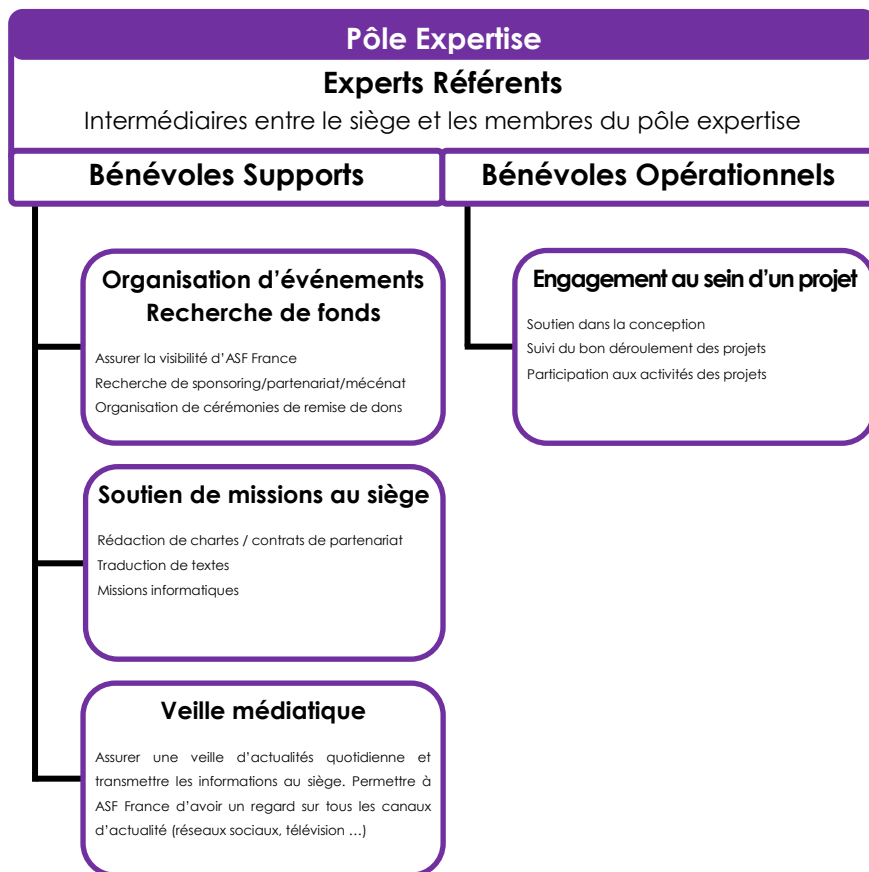 Pôle Expertise
Experts Référents
Intermédiaires entre le siège et les membres du pôle expertise
Bénévoles Supports
Bénévoles Opérationnels
Organisation d’événements
Recherche de fonds
Assurer la visibilité d’ASF France
Recherche de sponsoring/partenariat/mécénat
Organisation de cérémonies de remise de dons
Engagement au sein d’un projet
Soutien dans la conception
Suivi du bon déroulement des projets
Participation aux activités des projets
Soutien de missions au siège
Rédaction de chartes / contrats de partenariat
Traduction de textes
Missions informatiques
Veille médiatique
Assurer une veille d’actualités quotidienne et
transmettre les informations au siège. Permettre à
ASF France d’avoir un regard sur tous les canaux
d’actualité (réseaux sociaux, télévision …)